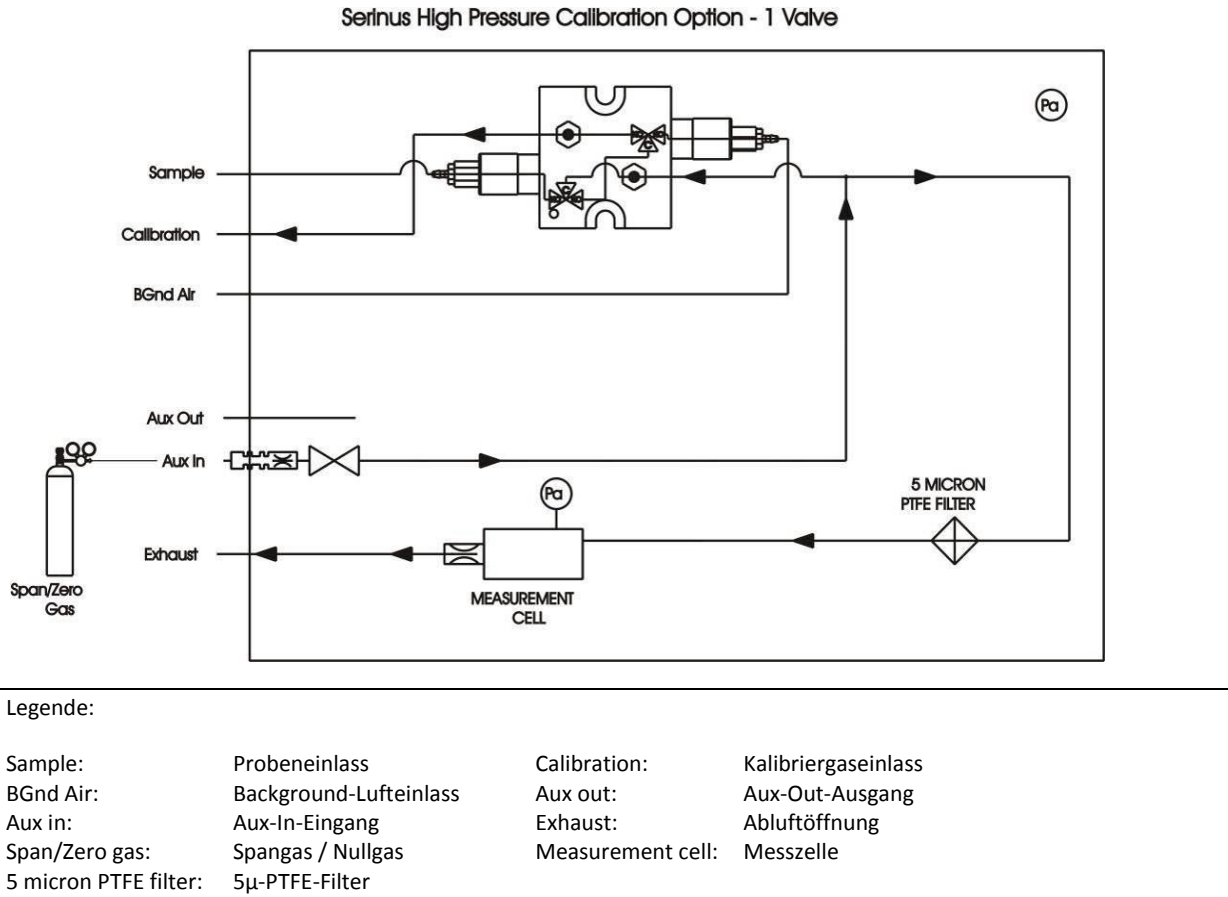 Serinus High Pressure Calibration Option - 1 Valve
Pa
Sample
C
C
O
Calibration
BGnd Air
Aux Out
Aux In
Span/Zero
Gas
Pa
5 MICRON
PTFE FILTER
Exhaust
MEASUREMENT
CELL
Legende:
Sample: Probeneinlass Calibration: Kalibriergaseinlass
BGnd Air: Background-Lufteinlass Aux out: Aux-Out-Ausgang
Aux in: Aux-In-Eingang Exhaust: Abluftöffnung
Span/Zero gas: Spangas / Nullgas Measurement cell: Messzelle
5 micron PTFE filter: 5µ-PTFE-Filter